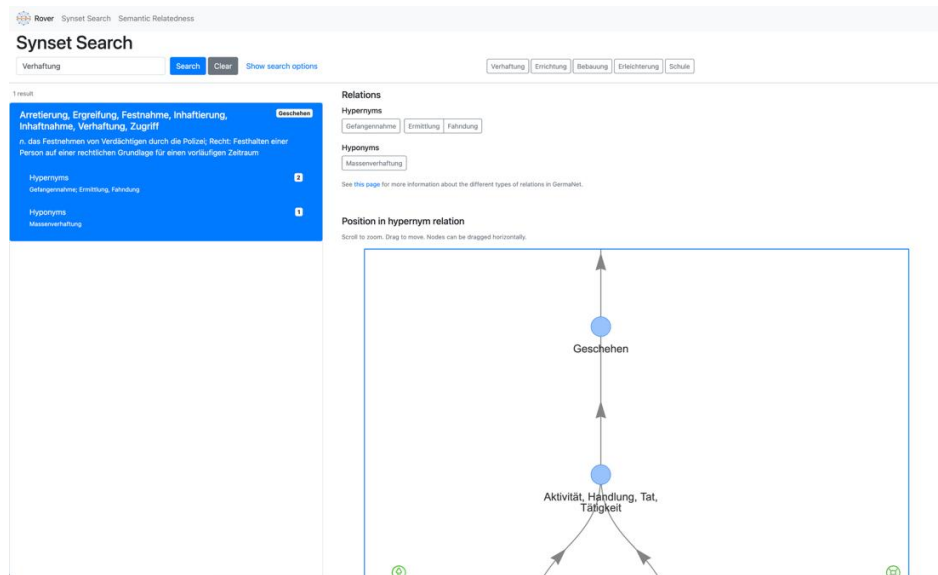 Rover Synset Search Semantic Relatedness
Synset Search
Verhaftung Search Clear Show search options
Verhaftung Errichtung Bebauung Erleichterung Schule
1 result
Arretierung, Ergreifung, Festnahme, Inhaftierung,
Inhaftnahme, Verhaftung, Zugriff
Geschehen
n. das Festnehmen von Verdächtigen durch die Polizei; Recht: Festhalten einer
Person auf einer rechtlichen Grundlage für einen vorläufigen Zeitraum
Hypernyms 2
Gefangennahme; Ermittlung, Fahndung
Hyponyms 1
Massenverhaftung
Relations
Hypernyms
Gefangennahme Ermittlung Fahndung
Hyponyms
Massenverhaftung
See this page for more information about the different types of relations in GermaNet.
Position in hypernym relation
Scroll to zoom. Drag to move. Nodes can be dragged horizontally.
Geschehen
Aktivität, Handlung, Tat,
Tätigkeit